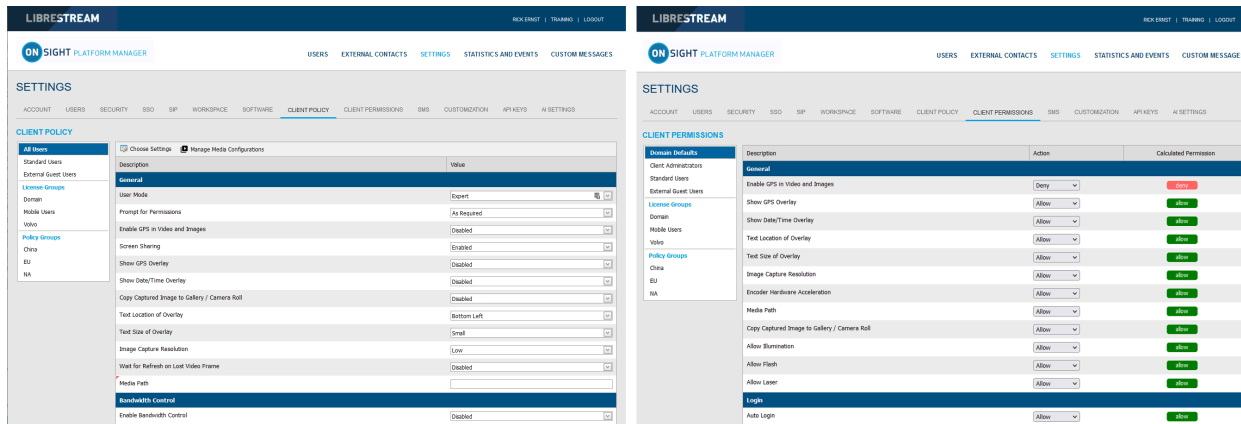 LIBRESTREAM
RICK ERNST | TRAINING | LOGOUT
ON SIGHT PLATFORM MANAGER
USERS EXTERNAL CONTACTS SETTINGS STATISTICS AND EVENTS CUSTOM MESSAGES
SETTINGS
ACCOUNT USERS SECURITY SSO SIP WORKSPACE SOFTWARE CLIENT POLICY CLIENT PERMISSIONS SMS CUSTOMIZATION API KEYS AI SETTINGS
CLIENT POLICY
All Users
Standard Users
External Guest Users
License Groups
Domain
Mobile Users
Volvo
Policy Groups
China
EU
NA
Choose Settings Manage Media Configurations
Description Value
General
User Mode Expert
Prompt for Permissions As Required
Enable GPS in Video and Images Disabled
Screen Sharing Enabled
Show GPS Overlay Disabled
Show Date/Time Overlay Disabled
Copy Captured Image to Gallery / Camera Roll Disabled
Text Location of Overlay Bottom Left
Text Size of Overlay Small
Image Capture Resolution Low
Wait for Refresh on Lost Video Frame Disabled
Media Path
Bandwidth Control
Enable Bandwidth Control Disabled
LIBRESTREAM
RICK ERNST | TRAINING | LOGOUT
ON SIGHT PLATFORM MANAGER
USERS EXTERNAL CONTACTS SETTINGS STATISTICS AND EVENTS CUSTOM MESSAGE
SETTINGS
ACCOUNT USERS SECURITY SSO SIP WORKSPACE SOFTWARE CLIENT POLICY CLIENT PERMISSIONS SMS CUSTOMIZATION API KEYS AI SETTINGS
CLIENT PERMISSIONS
Domain Defaults
Client Administrators
Standard Users
External Guest Users
License Groups
Domain
Mobile Users
Volvo
Policy Groups
China
EU
NA
Description Action Calculated Permission
General
Enable GPS in Video and Images Deny deny
Show GPS Overlay Allow allow
Show Date/Time Overlay Allow allow
Text Location of Overlay Allow allow
Text Size of Overlay Allow allow
Image Capture Resolution Allow allow
Encoder Hardware Acceleration Allow allow
Media Path Allow allow
Copy Captured Image to Gallery / Camera Roll Allow allow
Allow Illumination Allow allow
Allow Flash Allow allow
Allow Laser Allow allow
Login
Auto Login Allow allow